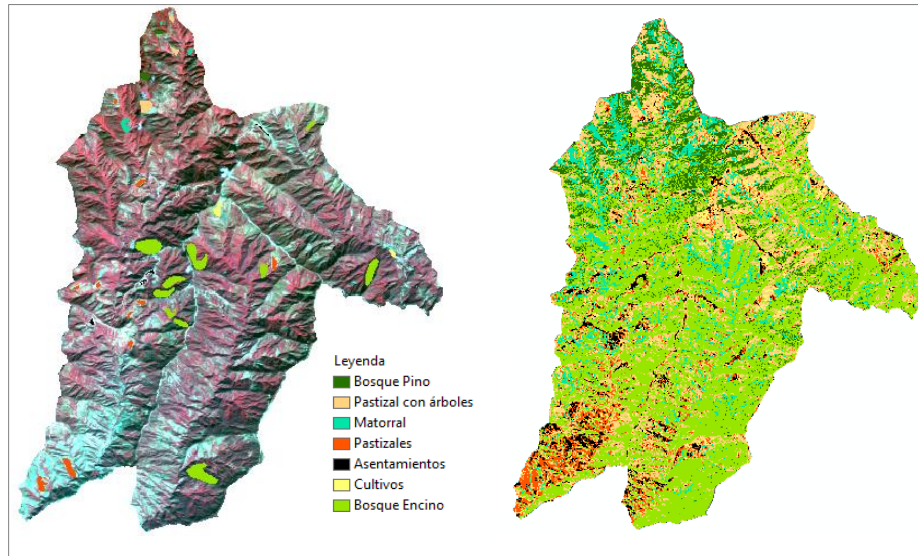 Leyenda
Bosque Pino
Pastizal con árboles
Matorral
Pastizales
Asentamientos
Cultivos
Bosque Encino